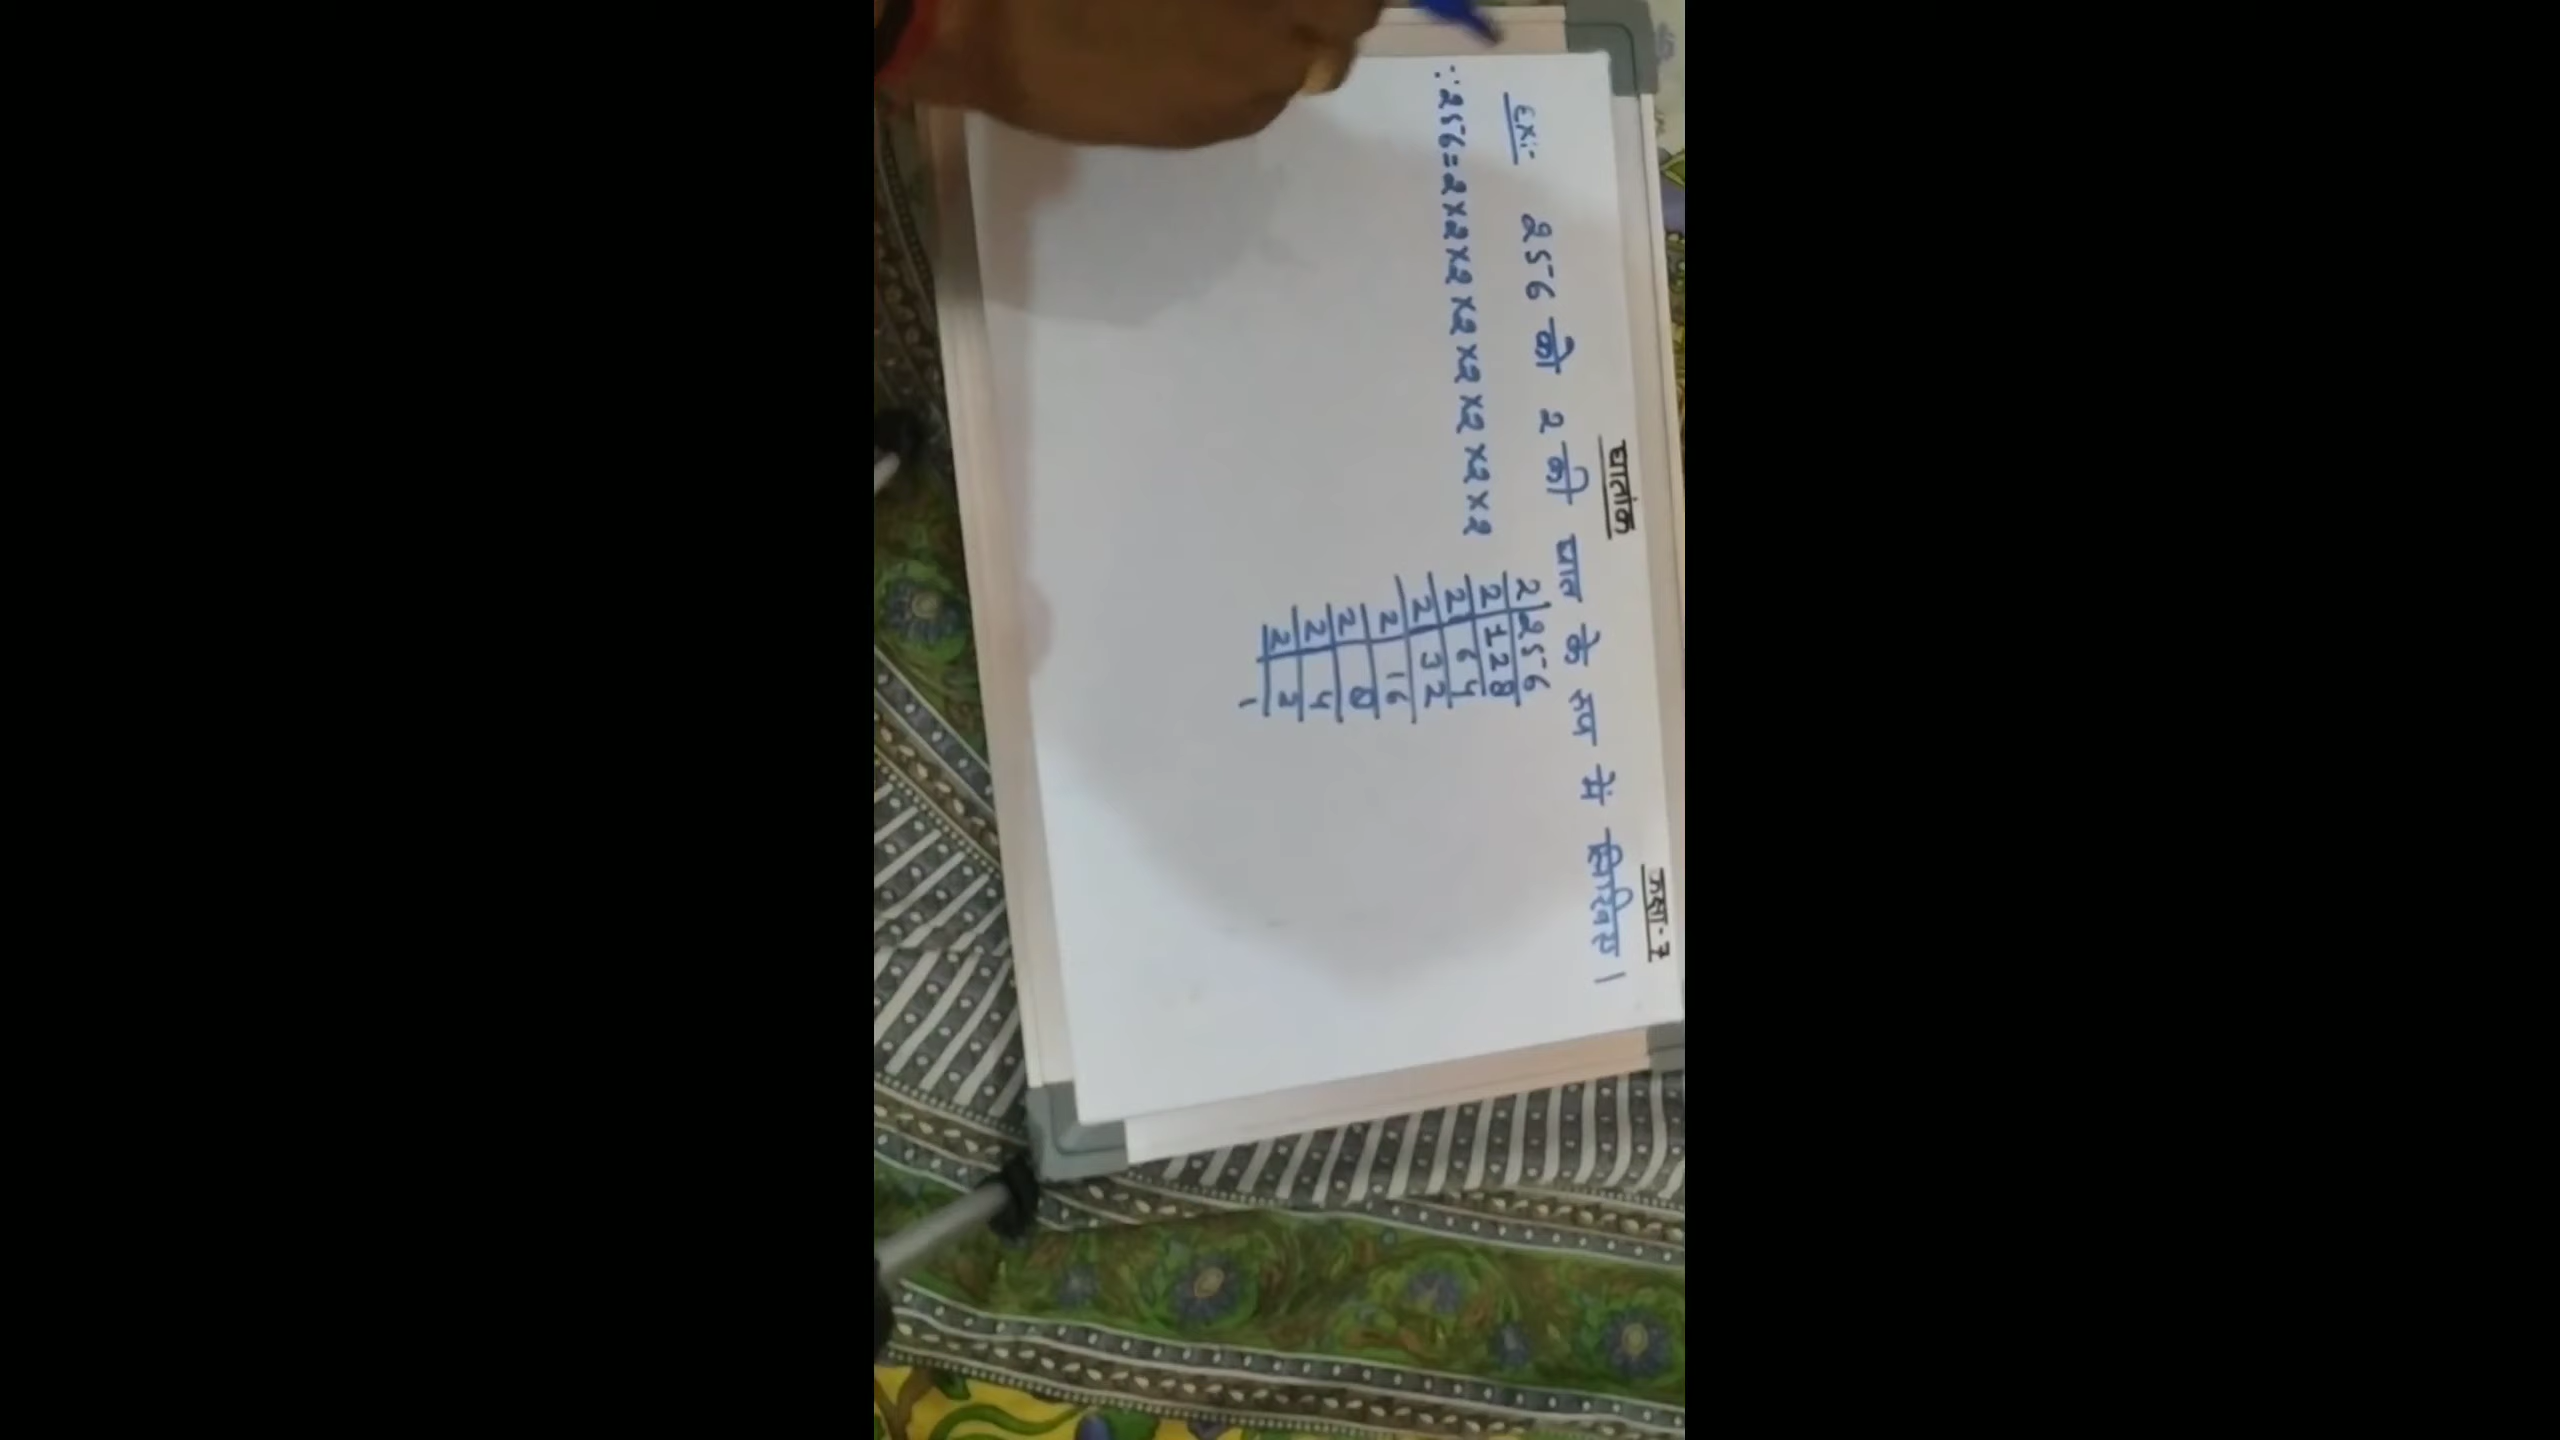 घातांक
कक्षा-7
Ex:- 256 को 2 की घात के रूप में लिखिए।
∵ 256 = 2×2×2×2×2×2×2×2
2 | 256
2 | 128
2 | 64
2 | 32
2 | 16
2 | 8
2 | 4
2 | 2
1